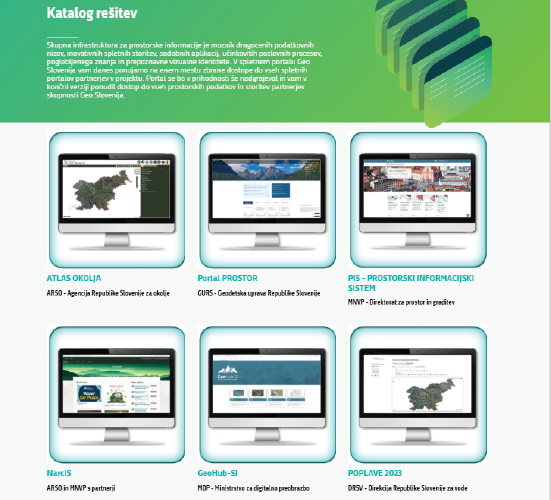 Katalog rešitev
Skupna infrastruktura za prostorske informacije je mozaik dragocenih podatkovnih
nizov, inovativnih spletnih storitev, sodobnih aplikacij, učinkovitih poslovnih procesov,
poglobljenega znanja in prepoznavne vizualne identitete. V spletnem portalu Geo
Slovenija vam danes ponujamo na enem mestu zbrane dostope do vseh spletnih
portalov partnerjev v projektu. Portal se bo v prihodnosti še nadgrajeval in vam v
končni verziji ponudil dostop do vseh prostorskih podatkov in storitev partnerjev
skupnosti Geo Slovenija.
ATLAS OKOLJA
ARSO - Agencija Republike Slovenije za okolje
Portal PROSTOR
GURS - Geodetska uprava Republike Slovenije
PIS - PROSTORSKI INFORMACIJSKI
SISTEM
MNVP - Direktorat za prostor in graditev
Water
for Peace
NarcIS
ARSO in MNVP s partnerji
GeoHub-SI
MDP - Ministrstvo za digitalno preobrazbo
POPLAVE 2023
DRSV - Direkcija Republike Slovenije za vode